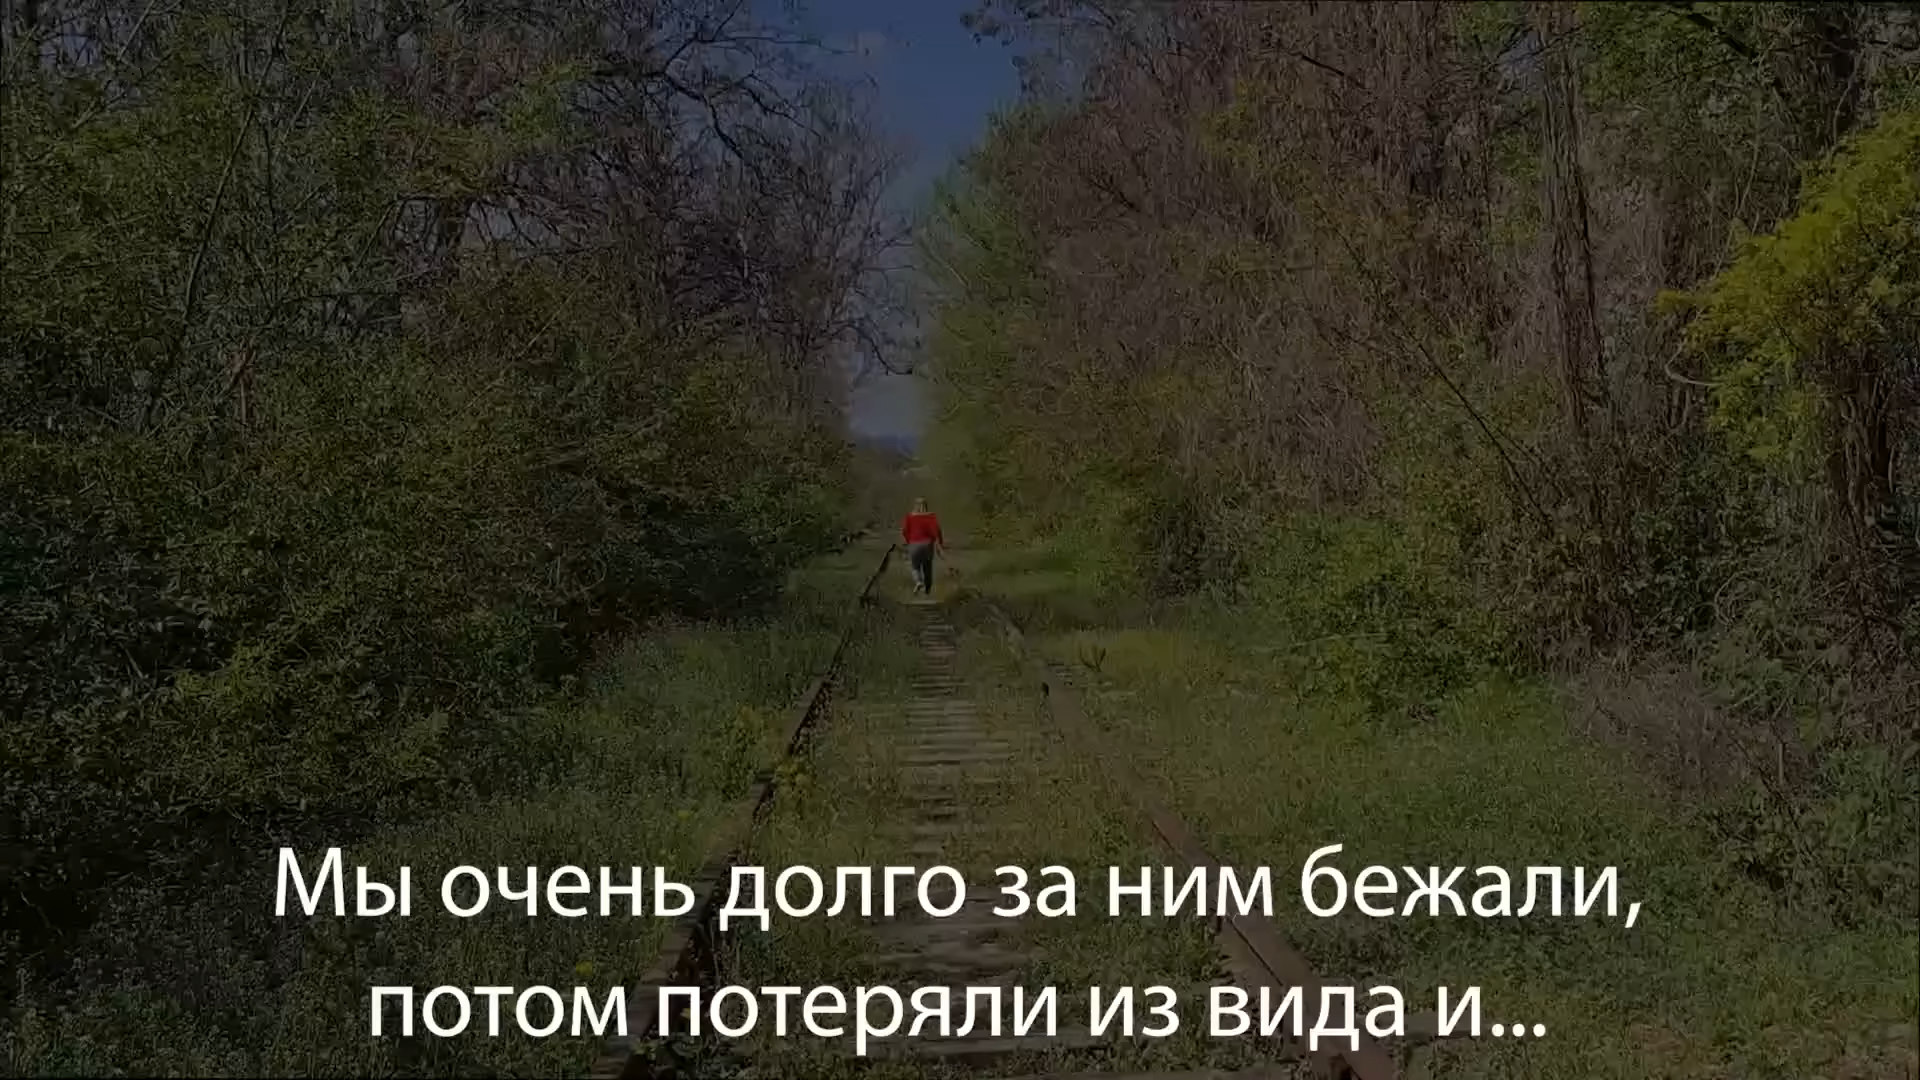 Мы очень долго за ним бежали,
потом потеряли из вида и...